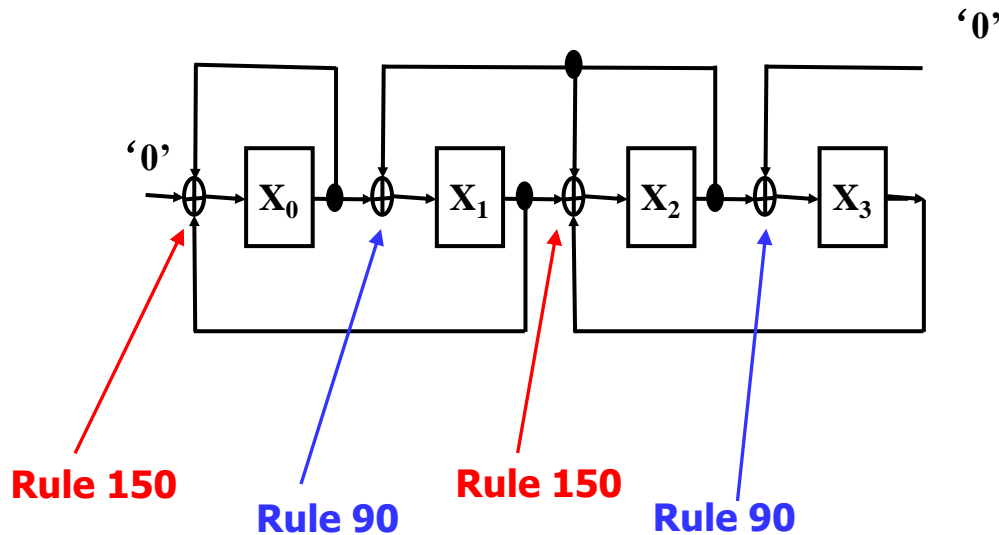 ‘0’
‘0’
X₀ X₁ X₂ X₃
Rule 150 Rule 90 Rule 150 Rule 90